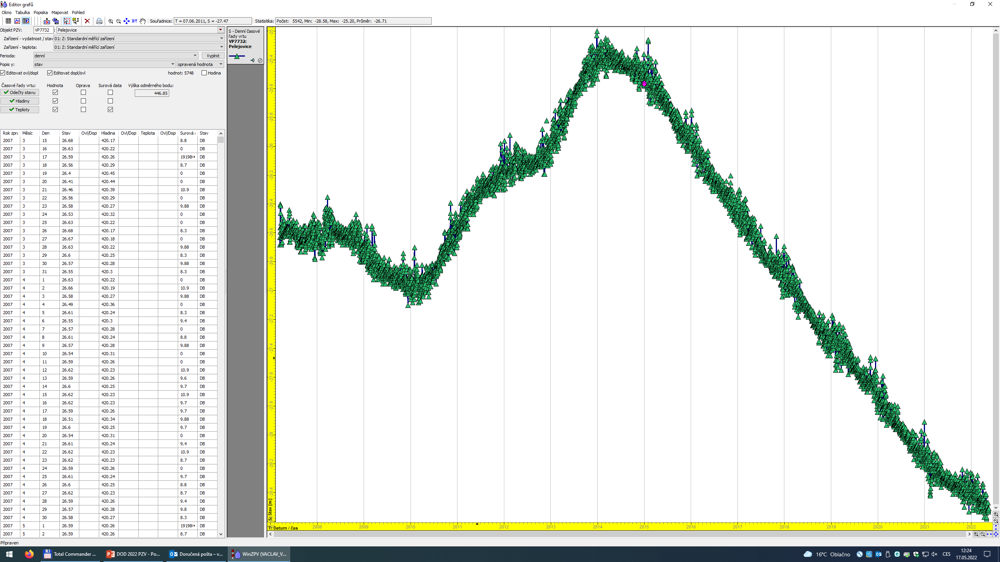 Editor grafů
Okno Tabulka Popiska Mapovat Pohled
X=Y Souřadnice: T = 07.06.2011, S = -27.47 Statistika: Počet: 5542, Min: -28.58, Max: -25.20, Průměr: -26.71
Objekt PZV: VP7732 : Pelejovice
Zařízení - vydatnost / stav 01: Z: Standardní měřící zařízení
Zařízení - teplota: 01: Z: Standardní měřící zařízení
Perioda: denní Vyplnit
Popis y: stav opravená hodnota
Editovat ovl/dopl Editovat dopl/ovl hodnot: 5748 Hodina
Časové řady vrtu: Hodnota Oprava Surová data Výška odměrného bodu:
Odečty stavu 446.85
Hladiny
Teploty
Rok zpra Měsíc Den Stav Ovl/Dop Hladina Ovl/Dopl Teplota Ovl/Dopl Surová Stav
2007 3 15 26.68 420.17 8.8 DB
2007 3 16 26.63 420.22 0 DB
2007 3 17 26.59 420.26 19198 DB
2007 3 18 26.56 420.29 8.7 DB
2007 3 19 26.4 420.45 0 DB
2007 3 20 26.41 420.44 0 DB
2007 3 21 26.46 420.39 10.9 DB
2007 3 22 26.56 420.29 0 DB
2007 3 23 26.58 420.27 9.88 DB
2007 3 24 26.53 420.32 0 DB
2007 3 25 26.63 420.22 0 DB
2007 3 26 26.68 420.17 8.3 DB
2007 3 27 26.67 420.18 0 DB
2007 3 28 26.63 420.22 9.88 DB
2007 3 29 26.6 420.25 8.3 DB
2007 3 30 26.57 420.28 9.88 DB
2007 3 31 26.55 420.3 8.3 DB
2007 4 1 26.63 420.22 0 DB
2007 4 2 26.66 420.19 10.9 DB
2007 4 3 26.58 420.27 9.88 DB
2007 4 4 26.49 420.36 0 DB
2007 4 5 26.61 420.24 8.3 DB
2007 4 6 26.55 420.3 9.4 DB
2007 4 7 26.57 420.28 0 DB
2007 4 8 26.61 420.24 8.8 DB
2007 4 9 26.57 420.28 9.88 DB
2007 4 10 26.54 420.31 0 DB
2007 4 11 26.59 420.26 0 DB
2007 4 12 26.62 420.23 10.9 DB
2007 4 13 26.59 420.26 9.6 DB
2007 4 14 26.6 420.25 9.7 DB
2007 4 15 26.62 420.23 10.9 DB
2007 4 16 26.62 420.23 9.7 DB
2007 4 17 26.59 420.26 9.7 DB
2007 4 18 26.51 420.34 9.88 DB
2007 4 19 26.6 420.25 9.7 DB
2007 4 20 26.54 420.31 0 DB
2007 4 21 26.61 420.24 9.4 DB
2007 4 22 26.62 420.23 10.9 DB
2007 4 23 26.62 420.23 8.7 DB
2007 4 24 26.59 420.26 0 DB
2007 4 25 26.61 420.24 9.7 DB
2007 4 26 26.6 420.25 8.8 DB
2007 4 27 26.62 420.23 8.7 DB
2007 4 28 26.59 420.26 9.4 DB
2007 4 29 26.57 420.28 9.8 DB
2007 4 30 26.58 420.27 8.3 DB
2007 5 1 26.59 420.26 19198 DB
2007 5 2 26.59 420.26 8.7 DB
S - Denní časové
řady vrtu
VP7732:
Pelejovice
-25.2
-25.4
-25.6
-25.8
-26
-26.2
-26.4
-26.6
-26.8
-27
-27.2
-27.4
-27.6
-27.8
-28
-28.2
-28.4
S: Stav [m]
2008 2009 2010 2011 2012 2013 2014 2015 2016 2017 2018 2019 2020 2021 2022
T: Datum / čas
Připraven
Total Commander ... DOD 2022 PZV - Po... Doručená pošta – v... WinZPV (VACLAV_V... 16°C Oblačno CES 12:24
17.05.2022